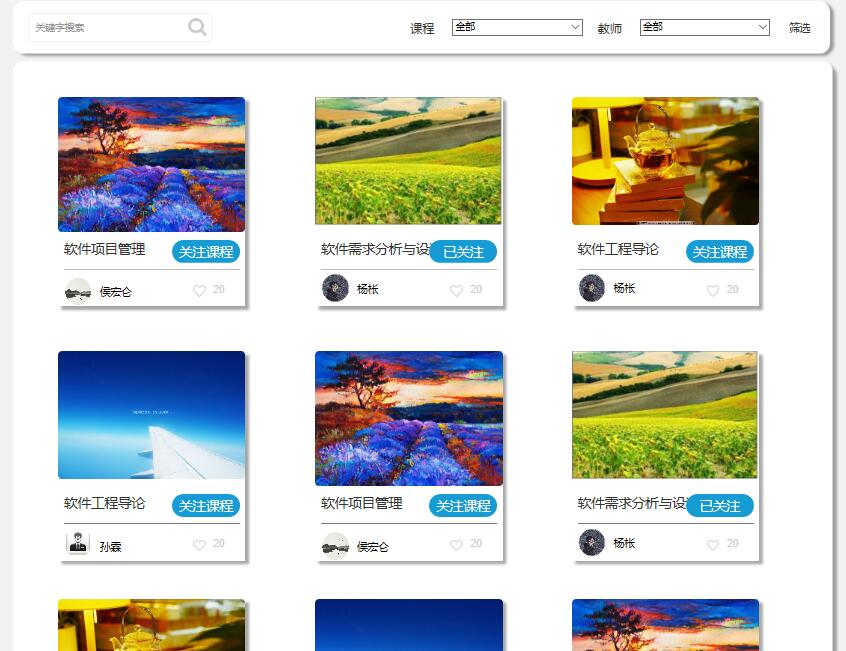 关键字搜索
课程 全部 教师 全部 筛选
软件项目管理 关注课程
侯宏仑 20
软件需求分析与设 已关注
杨枨 20
软件工程导论 关注课程
杨枨 20
软件工程导论 关注课程
孙霖 20
软件项目管理 关注课程
侯宏仑 20
软件需求分析与设 已关注
杨枨 20